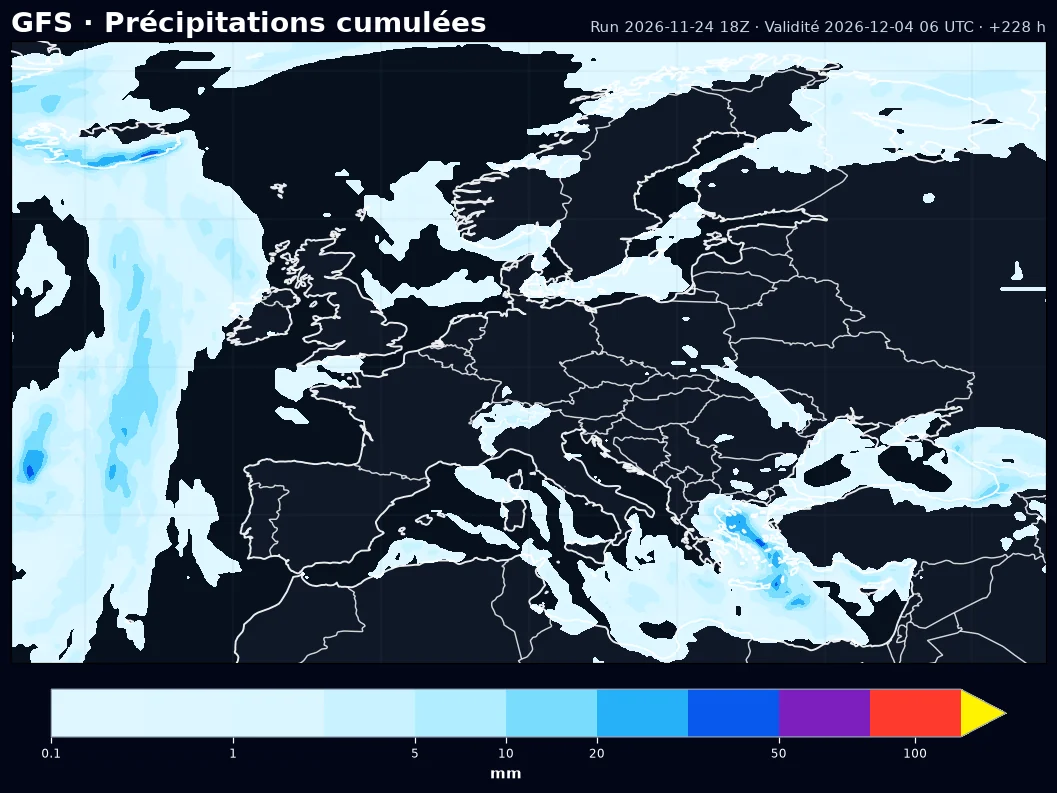 GFS · Précipitations cumulées
Run 2026-11-24 18Z · Validité 2026-12-04 06 UTC · +228 h
0.1 1 5 10 20 50 100
mm